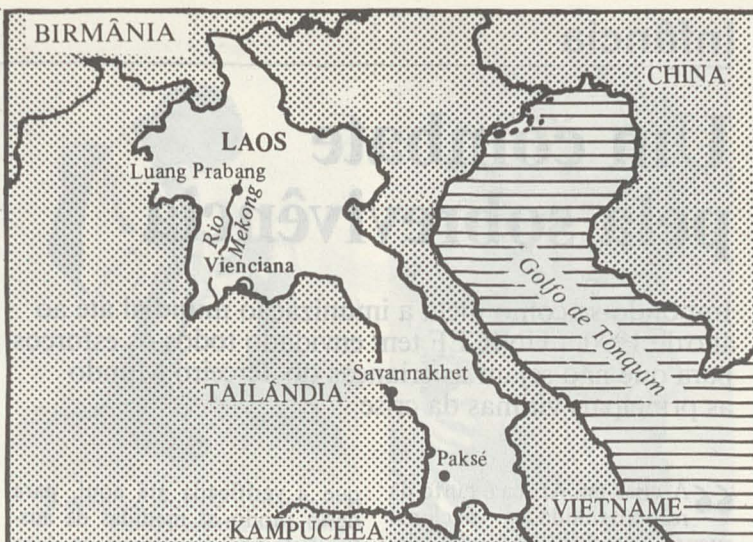 BIRMÂNIA
CHINA
LAOS
Luang Prabang
Rio
Mekong
Vienciana
Golfo de Tonquim
Savannakhet
TAILÂNDIA
Paksé
VIETNAME
KAMPUCHEA